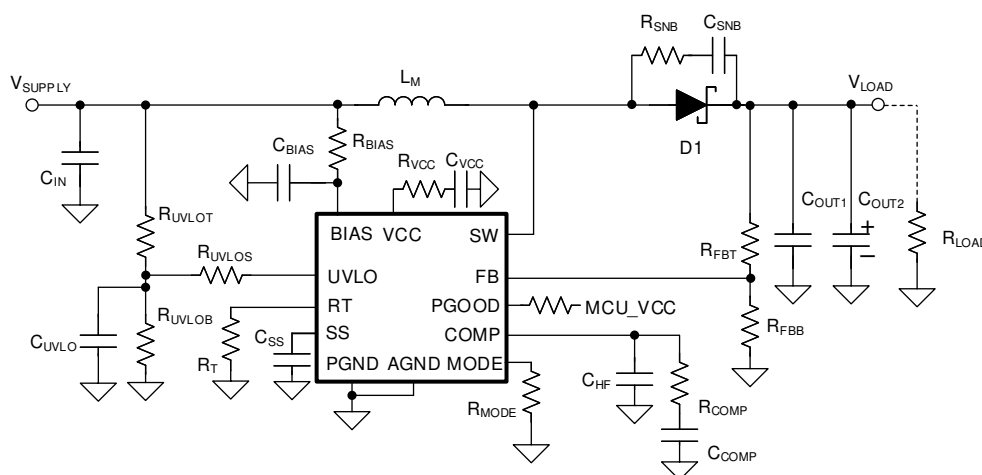 RSNB
CSNB
VSUPPLY
LM
VLOAD
D1
CBIAS
RBIAS
RVCC
CVCC
CIN
RUVLOT
BIAS
VCC
SW
COUT1
COUT2
+
–
RLOAD
RFBT
RUVLOS
UVLO
FB
RT
PGOOD
MCU_VCC
CUVLO
RUVLOB
RT
CSS
SS
COMP
RFBB
PGND
AGND
MODE
CHF
RMODE
RCOMP
CCOMP